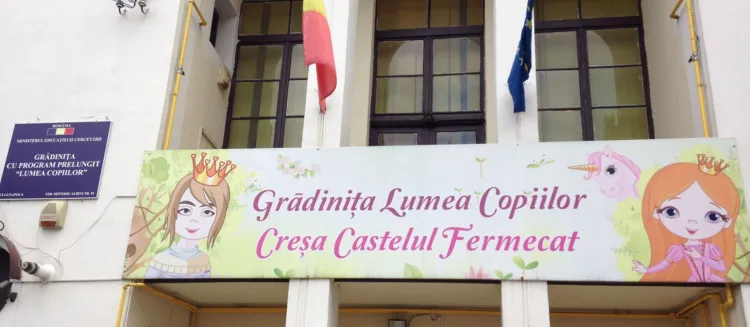 ROMÂNIA
MINISTERUL EDUCAȚIEI ȘI CERCETĂRII
GRĂDINIȚA
CU PROGRAM PRELUNGIT
"LUMEA COPIILOR"
Grădinița Lumea Copiilor
Creșa Castelul Fermecat